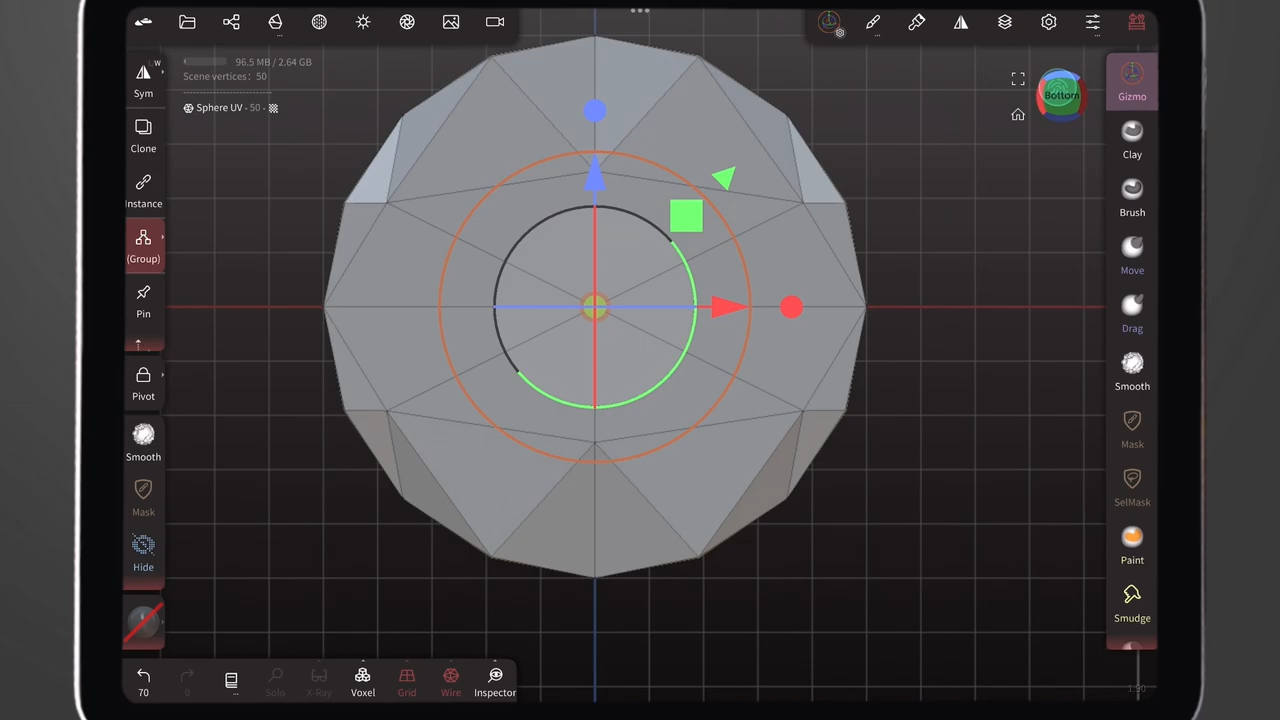 ...
LW
96.5 MB / 2.64 GB
Scene vertices: 50
Sphere UV - 50 -
Sym
Clone
Instance
(Group)
Pin
Pivot
Smooth
Mask
Hide
Bottom
Gizmo
Clay
Brush
Move
Drag
Smooth
Mask
SelMask
Paint
Smudge
70
0
...
Solo
X-Ray
Voxel
Grid
Wire
Inspector